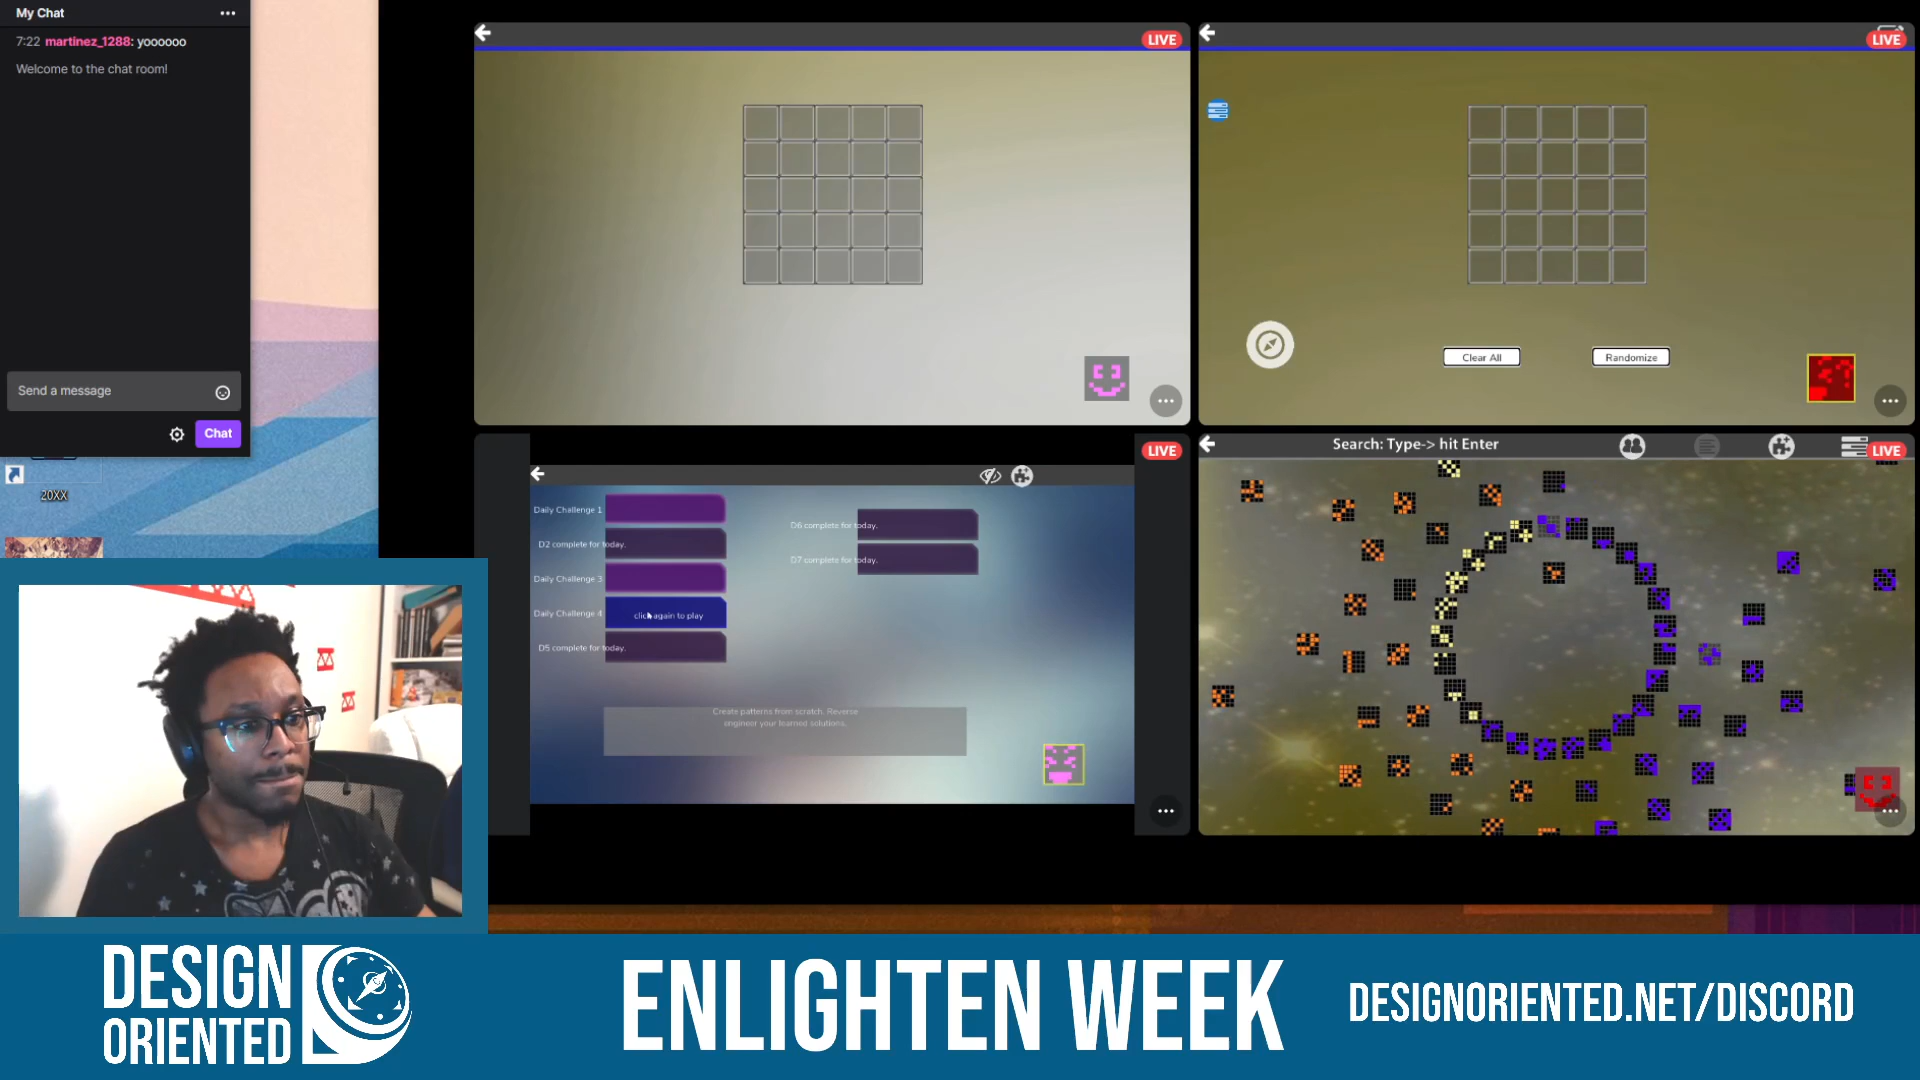 My Chat
7:22 martinez_1288: yoooooo
Welcome to the chat room!
Send a message
Chat
20XX
LIVE
LIVE
Clear All
Randomize
LIVE
Daily Challenge 1
D2 complete for today.
Daily Challenge 3
Daily Challenge 4
click again to play
D5 complete for today.
D6 complete for today.
D7 complete for today.
Create patterns from scratch. Reverse
engineer your learned solutions.
Search: Type-> hit Enter
LIVE
DESIGN
ORIENTED
ENLIGHTEN WEEK
DESIGNORIENTED.NET/DISCORD